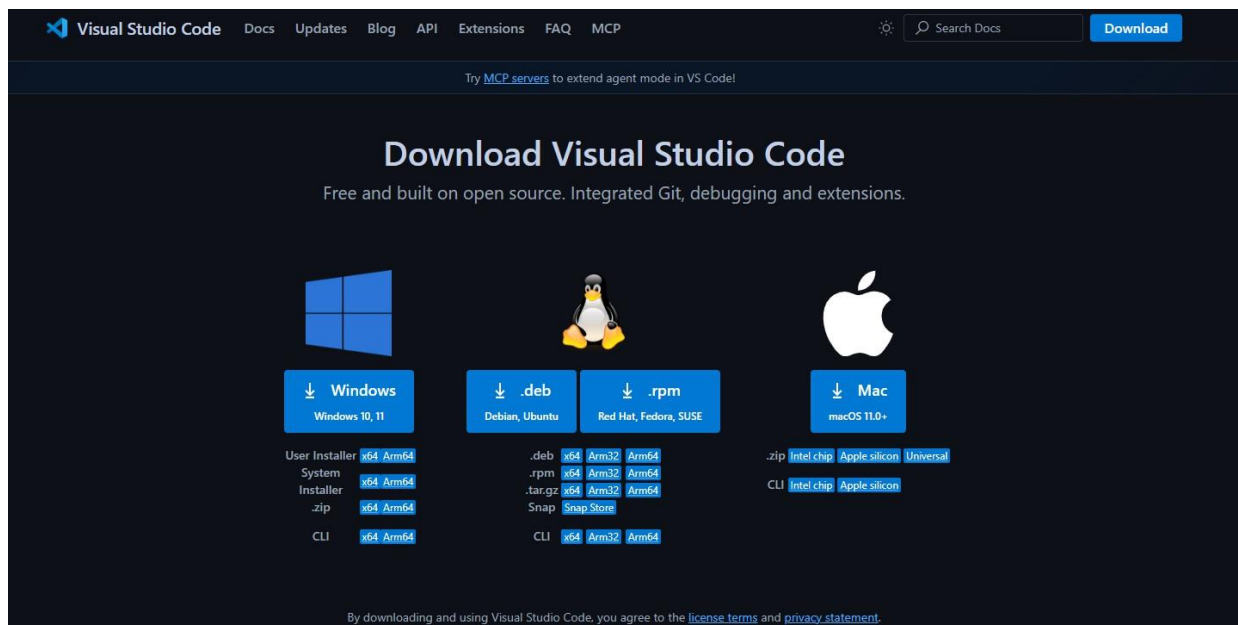 Visual Studio Code Docs Updates Blog API Extensions FAQ MCP Search Docs Download
Try MCP servers to extend agent mode in VS Code!
Download Visual Studio Code
Free and built on open source. Integrated Git, debugging and extensions.
Windows
Windows 10, 11
.deb
Debian, Ubuntu
.rpm
Red Hat, Fedora, SUSE
Mac
macOS 11.0+
User Installer x64 Arm64
System
Installer x64 Arm64
.zip x64 Arm64
CLI x64 Arm64
.deb x64 Arm32 Arm64
.rpm x64 Arm32 Arm64
.tar.gz x64 Arm32 Arm64
Snap Snap Store
CLI x64 Arm32 Arm64
.zip Intel chip Apple silicon Universal
CLI Intel chip Apple silicon
By downloading and using Visual Studio Code, you agree to the license terms and privacy statement.